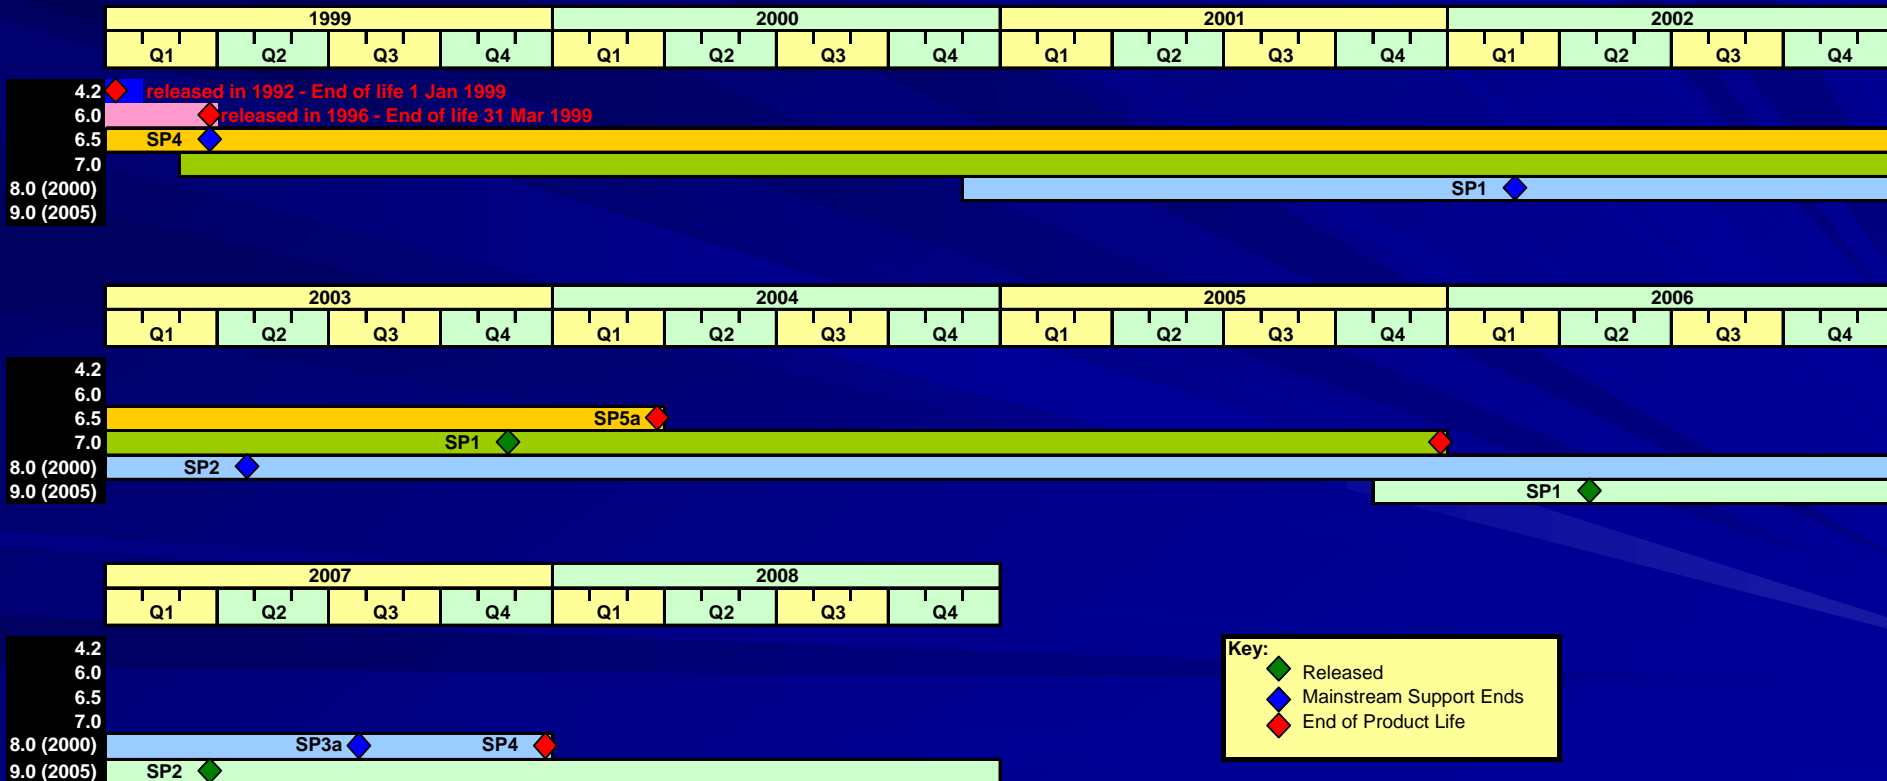 1999 2000 2001 2002
Q1 Q2 Q3 Q4 Q1 Q2 Q3 Q4 Q1 Q2 Q3 Q4 Q1 Q2 Q3 Q4
4.2 released in 1992 - End of life 1 Jan 1999
6.0 released in 1996 - End of life 31 Mar 1999
6.5 SP4
7.0
8.0 (2000) SP1
9.0 (2005)
2003 2004 2005 2006
Q1 Q2 Q3 Q4 Q1 Q2 Q3 Q4 Q1 Q2 Q3 Q4 Q1 Q2 Q3 Q4
4.2
6.0
6.5 SP5a
7.0 SP1
8.0 (2000) SP2
9.0 (2005) SP1
2007 2008
Q1 Q2 Q3 Q4 Q1 Q2 Q3 Q4
4.2
6.0
6.5
7.0
8.0 (2000) SP3a SP4
9.0 (2005) SP2
Key:
Released
Mainstream Support Ends
End of Product Life